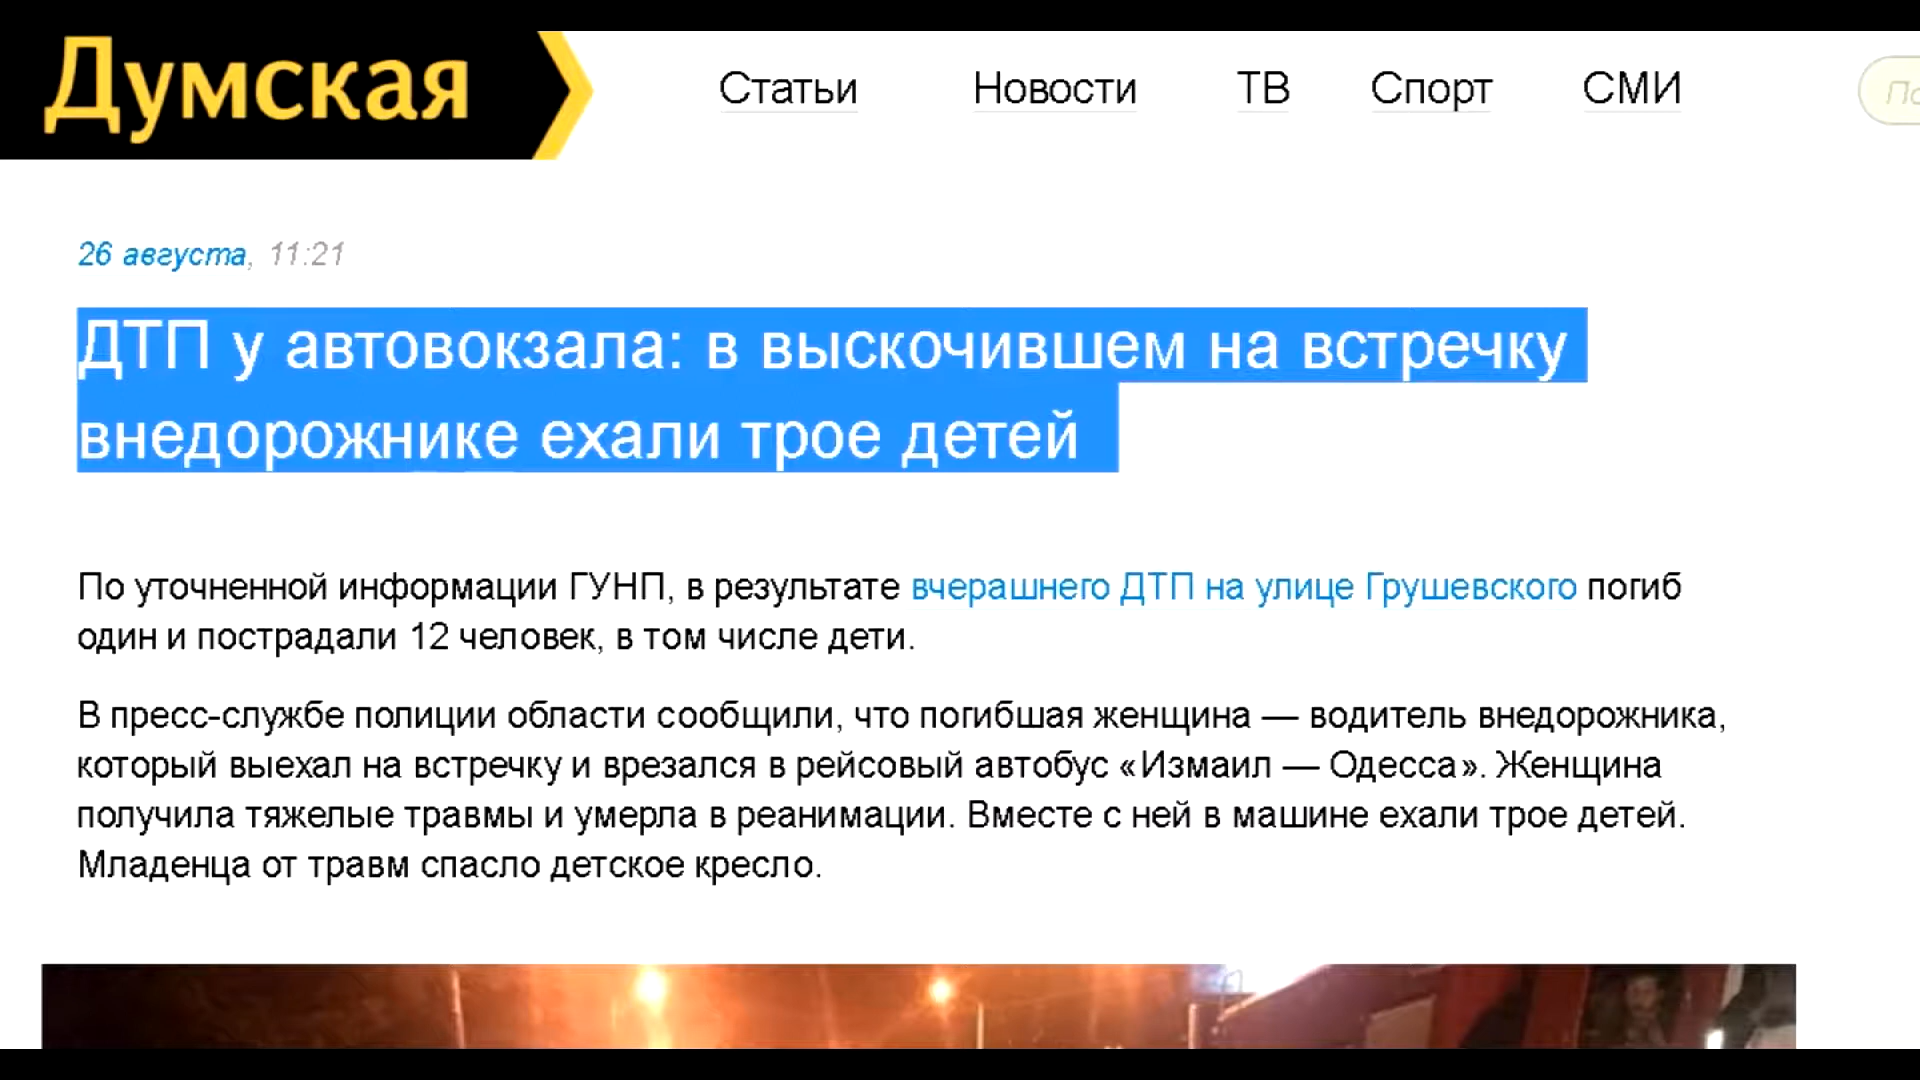 Думская
Статьи Новости ТВ Спорт СМИ
26 августа, 11:21
ДТП у автовокзала: в выскочившем на встречку
внедорожнике ехали трое детей
По уточненной информации ГУНП, в результате вчерашнего ДТП на улице Грушевского погиб
один и пострадали 12 человек, в том числе дети.
В пресс-службе полиции области сообщили, что погибшая женщина — водитель внедорожника,
который выехал на встречку и врезался в рейсовый автобус «Измаил — Одесса». Женщина
получила тяжелые травмы и умерла в реанимации. Вместе с ней в машине ехали трое детей.
Младенца от травм спасло детское кресло.